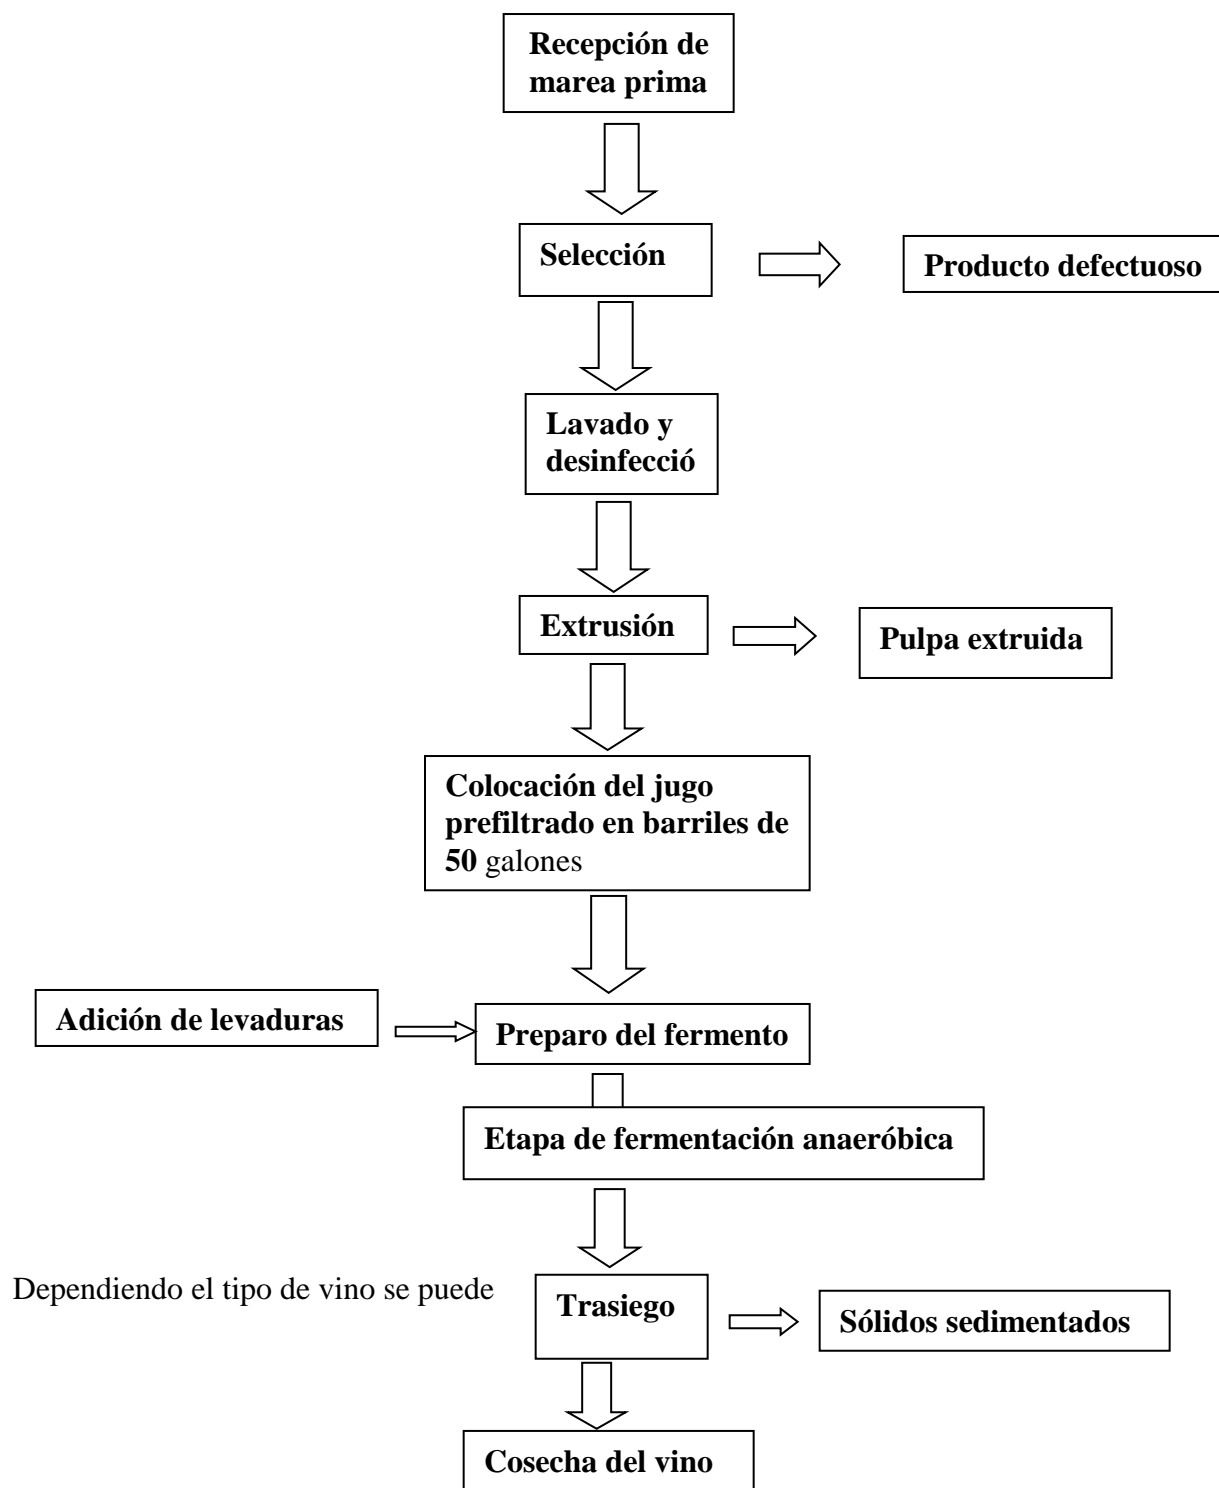 Recepción de
marea prima
Selección
Producto defectuoso
Lavado y
desinfecció
Extrusión
Pulpa extruida
Colocación del jugo
prefiltrado en barriles de
50 galones
Adición de levaduras
Preparo del fermento
Etapa de fermentación anaeróbica
Dependiendo el tipo de vino se puede
Trasiego
Sólidos sedimentados
Cosecha del vino